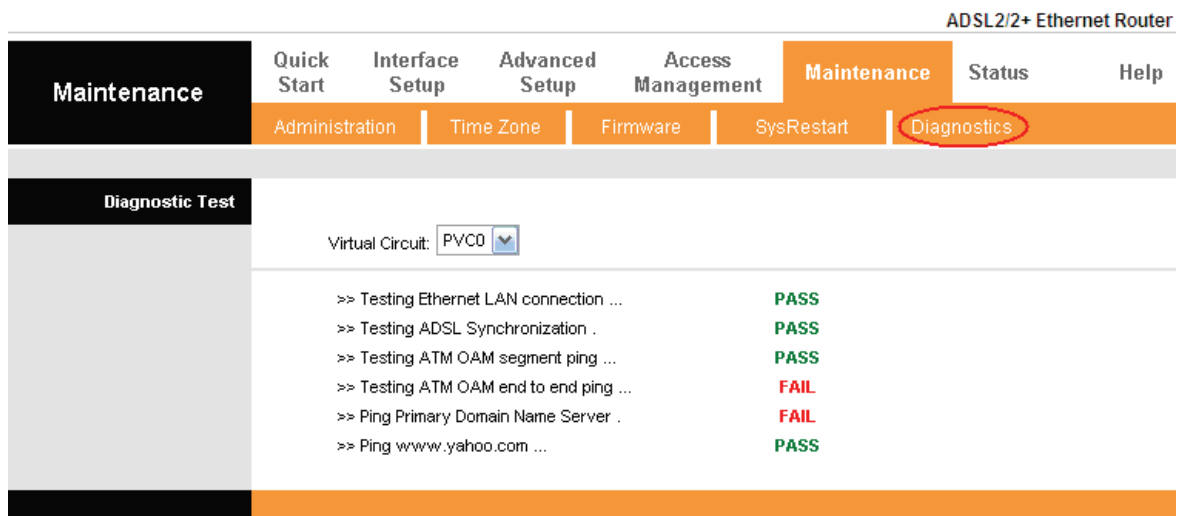 ADSL2/2+ Ethernet Router
Maintenance
Quick Start
Interface Setup
Advanced Setup
Access Management
Maintenance
Status
Help
Administration
Time Zone
Firmware
SysRestart
Diagnostics
Diagnostic Test
Virtual Circuit: PVC0
>> Testing Ethernet LAN connection ... PASS
>> Testing ADSL Synchronization . PASS
>> Testing ATM OAM segment ping ... PASS
>> Testing ATM OAM end to end ping ... FAIL
>> Ping Primary Domain Name Server . FAIL
>> Ping www.yahoo.com ... PASS